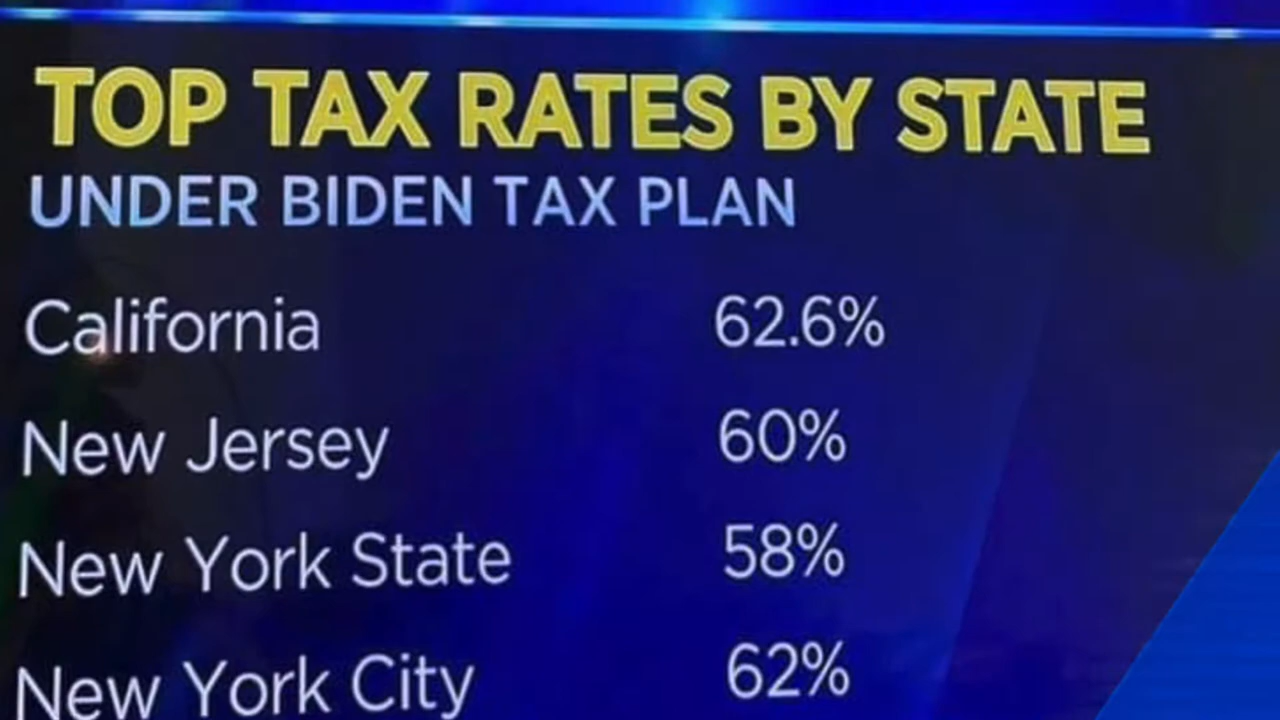 TOP TAX RATES BY STATE
UNDER BIDEN TAX PLAN
California 62.6%
New Jersey 60%
New York State 58%
New York City 62%